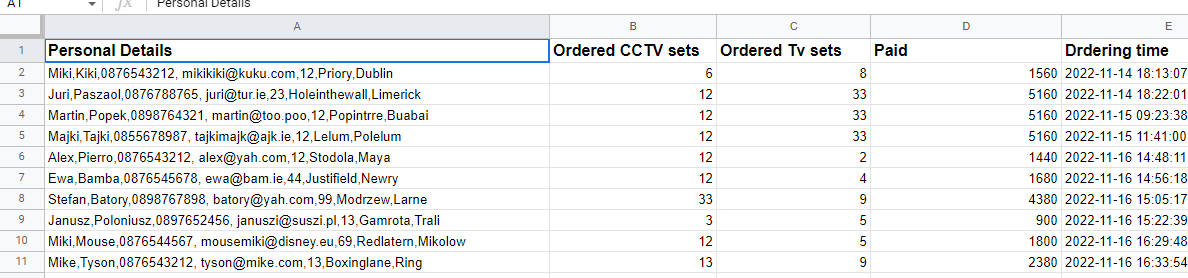 A1 fx Personal Details
A B C D E
1 Personal Details Ordered CCTV sets Ordered Tv sets Paid Drdering time
2 Miki,Kiki,0876543212, mikikiki@kuku.com,12,Priory,Dublin 6 8 1560 2022-11-14 18:13:07
3 Juri,Paszaol,0876788765, juri@tur.ie,23,Holeinthewall,Limerick 12 33 5160 2022-11-14 18:22:01
4 Martin,Popek,0898764321, martin@too.poo,12,Popintrre,Buabai 12 33 5160 2022-11-15 09:23:38
5 Majki,Tajki,0855678987, tajkimajk@ajk.ie,12,Lelum,Polelum 12 33 5160 2022-11-15 11:41:00
6 Alex,Pierro,0876543212, alex@yah.com,12,Stodola,Maya 12 2 1440 2022-11-16 14:48:11
7 Ewa,Bamba,0876545678, ewa@bam.ie,44,Justifield,Newry 12 4 1680 2022-11-16 14:56:18
8 Stefan,Batory,0898767898, batory@yah.com,99,Modrzew,Larne 33 9 4380 2022-11-16 15:05:17
9 Janusz,Poloniusz,0897652456, januszi@suszi.pl,13,Gamrota,Trali 3 5 900 2022-11-16 15:22:39
10 Miki,Mouse,0876544567, mousemiki@disney.eu,69,Redlatern,Mikolow 12 5 1800 2022-11-16 16:29:48
11 Mike,Tyson,0876543212, tyson@mike.com,13,Boxinglane,Ring 13 9 2380 2022-11-16 16:33:54